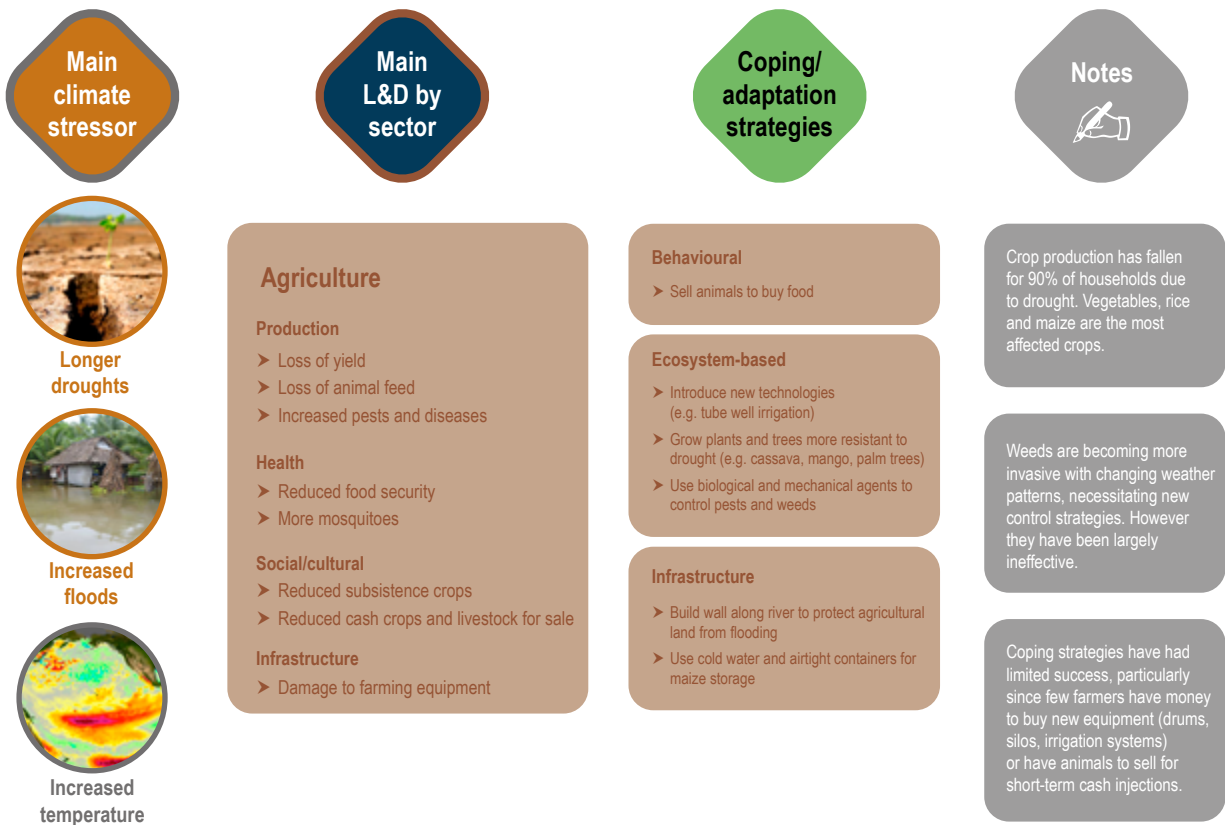 Main
climate
stressor
Main
L&D by
sector
Coping/
adaptation
strategies
Notes
Longer
droughts
Increased
floods
Increased
temperature
Agriculture
Production
➤ Loss of yield
➤ Loss of animal feed
➤ Increased pests and diseases
Health
➤ Reduced food security
➤ More mosquitoes
Social/cultural
➤ Reduced subsistence crops
➤ Reduced cash crops and livestock for sale
Infrastructure
➤ Damage to farming equipment
Behavioural
➤ Sell animals to buy food
Ecosystem-based
➤ Introduce new technologies
(e.g. tube well irrigation)
➤ Grow plants and trees more resistant to
drought (e.g. cassava, mango, palm trees)
➤ Use biological and mechanical agents to
control pests and weeds
Infrastructure
➤ Build wall along river to protect agricultural
land from flooding
➤ Use cold water and airtight containers for
maize storage
Crop production has fallen
for 90% of households due
to drought. Vegetables, rice
and maize are the most
affected crops.
Weeds are becoming more
invasive with changing weather
patterns, necessitating new
control strategies. However
they have been largely
ineffective.
Coping strategies have had
limited success, particularly
since few farmers have money
to buy new equipment (drums,
silos, irrigation systems)
or have animals to sell for
short-term cash injections.